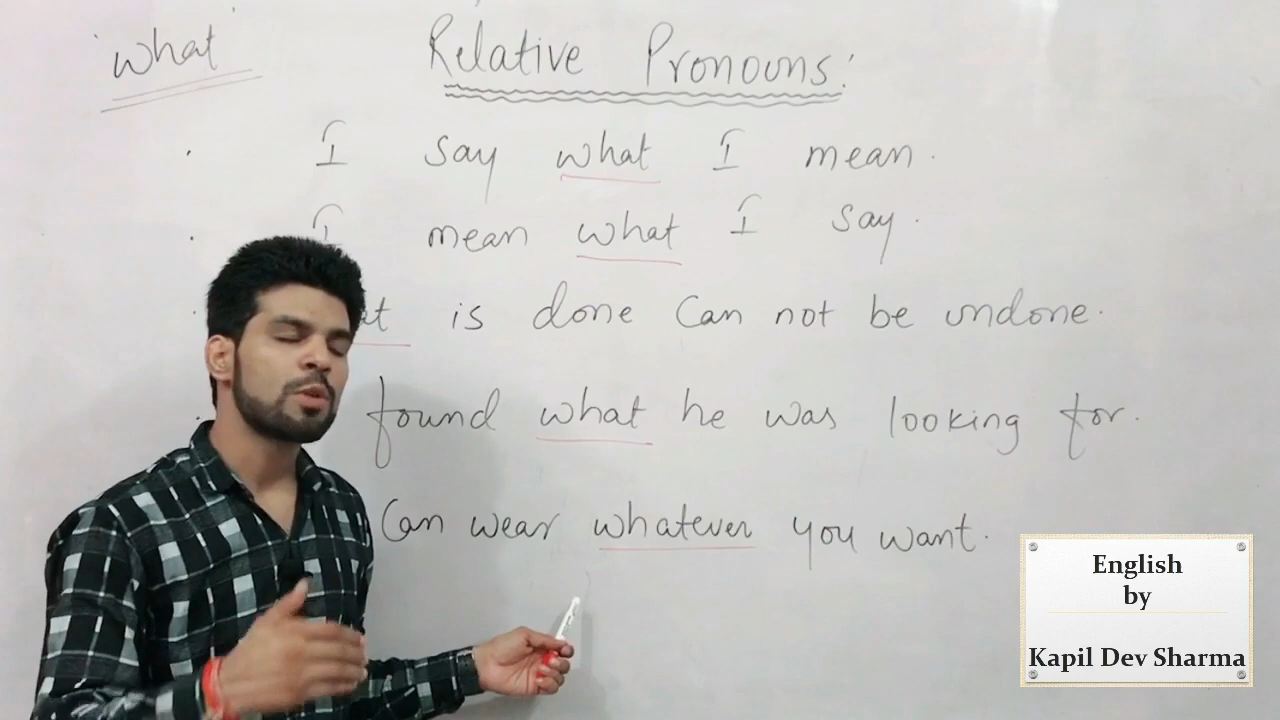 'what'
Relative Pronouns:
. I say what I mean.
. I mean what I say.
. at is done Can not be undone.
. found what he was looking for.
Can wear whatever you want.
English
by
Kapil Dev Sharma